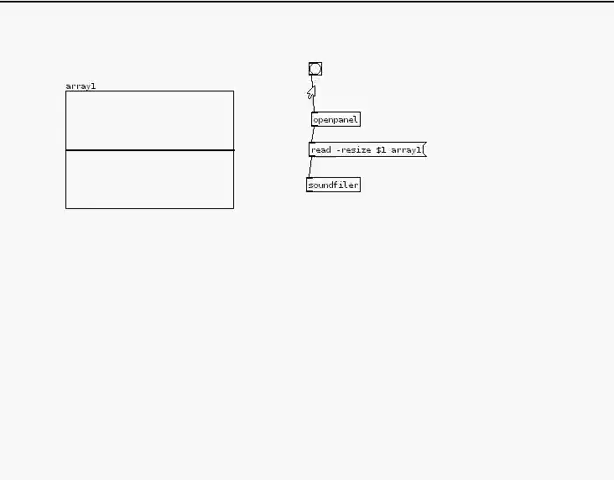 array1
openpanel
read -resize $1 array1
soundfiler